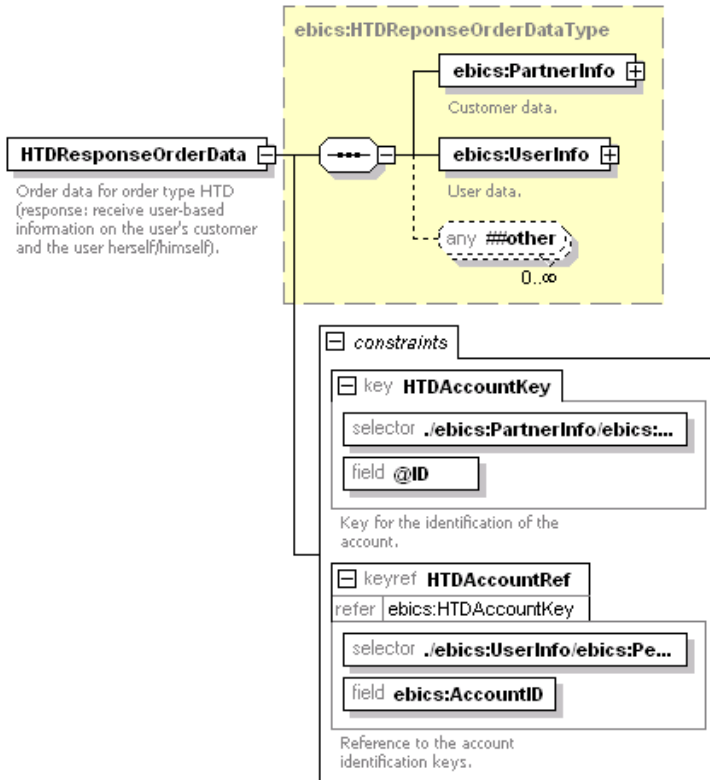 ebics:HTDReponseOrderDataType
ebics:PartnerInfo
Customer data.
HTDResponseOrderData
ebics:UserInfo
Order data for order type HTD
(response: receive user-based
information on the user's customer
and the user herself/himself).
User data.
any ##other
0..∞
constraints
key HTDAccountKey
selector ./ebics:PartnerInfo/ebics:...
field @ID
Key for the identification of the
account.
keyref HTDAccountRef
refer ebics:HTDAccountKey
selector ./ebics:UserInfo/ebics:Pe...
field ebics:AccountID
Reference to the account
identification keys.